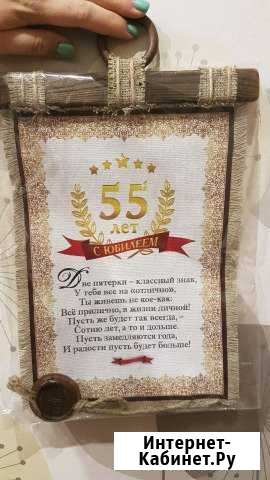 55
лет
С ЮБИЛЕЕМ
Две пятерки – классный знак,
У тебя все на «отлично»,
Ты живешь не кое-как:
Всё прилично, в жизни личной!
Пусть же будет так всегда, –
Сотню лет, а то и дольше.
Пусть замедляются года,
И радости пусть будет больше!
Интернет-
Кабинет.Ру